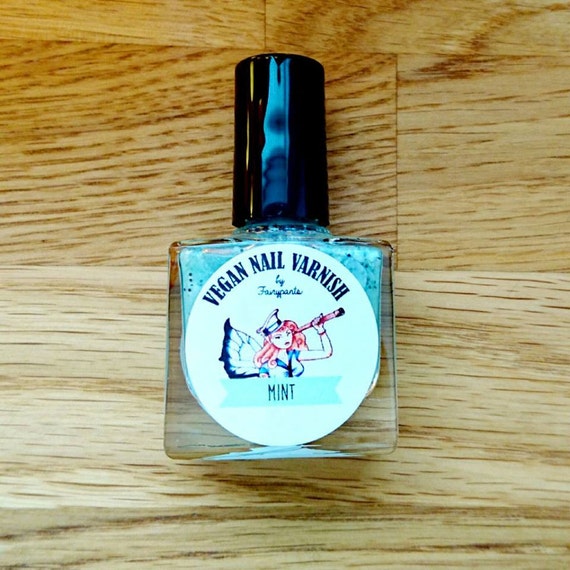 VEGAN NAIL VARNISH
by
Fairypants
MINT